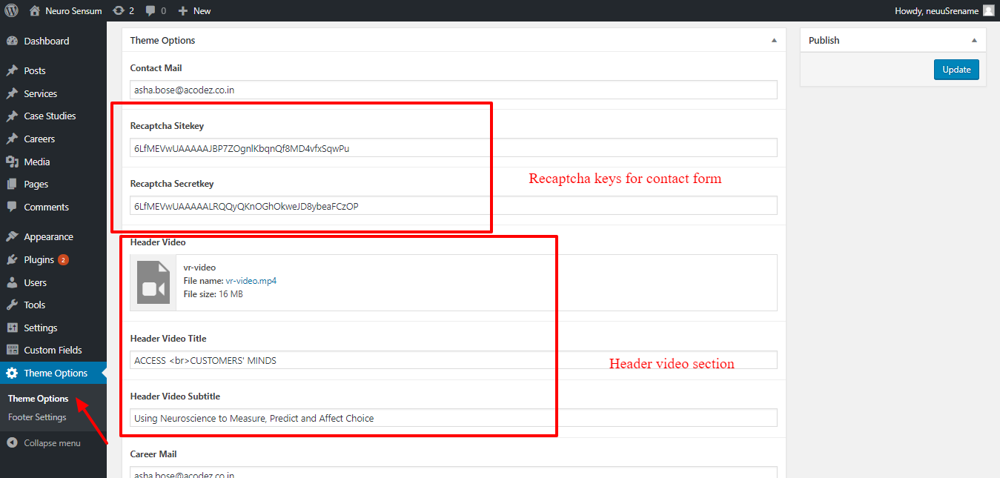 Neuro Sensum 2 0 New Howdy, neuuSrename
Dashboard
Posts
Services
Case Studies
Careers
Media
Pages
Comments
Appearance
Plugins 2
Users
Tools
Settings
Custom Fields
Theme Options
Theme Options
Footer Settings
Collapse menu
Theme Options
Contact Mail
asha.bose@acodez.co.in
Recaptcha Sitekey
6LfMEVwUAAAAAJBP7ZOgnlKbqnQf8MD4vfxSqwPu
Recaptcha Secretkey
6LfMEVwUAAAAALRQQyQKnOGhOkweJD8ybeaFCzOP
Recaptcha keys for contact form
Header Video
vr-video
File name: vr-video.mp4
File size: 16 MB
Header Video Title
ACCESS <br>CUSTOMERS' MINDS
Header video section
Header Video Subtitle
Using Neuroscience to Measure, Predict and Affect Choice
Career Mail
asha.bose@acodez.co.in
Publish
Update